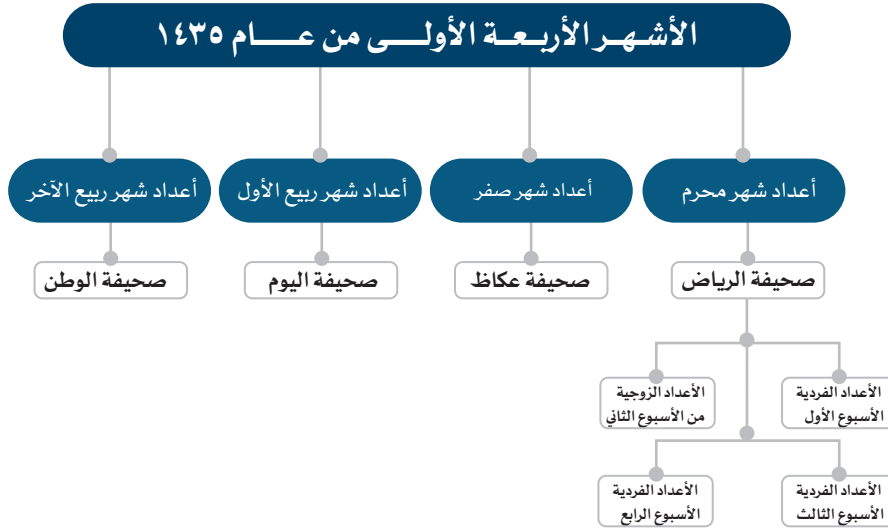 الأشهر الأربعة الأولى من عام ١٤٣٥
أعداد شهر محرم
أعداد شهر صفر
أعداد شهر ربيع الأول
أعداد شهر ربيع الآخر
صحيفة الرياض
صحيفة عكاظ
صحيفة اليوم
صحيفة الوطن
الأعداد الفردية
الأسبوع الأول
الأعداد الزوجية
من الأسبوع الثاني
الأعداد الفردية
الأسبوع الثالث
الأعداد الفردية
الأسبوع الرابع